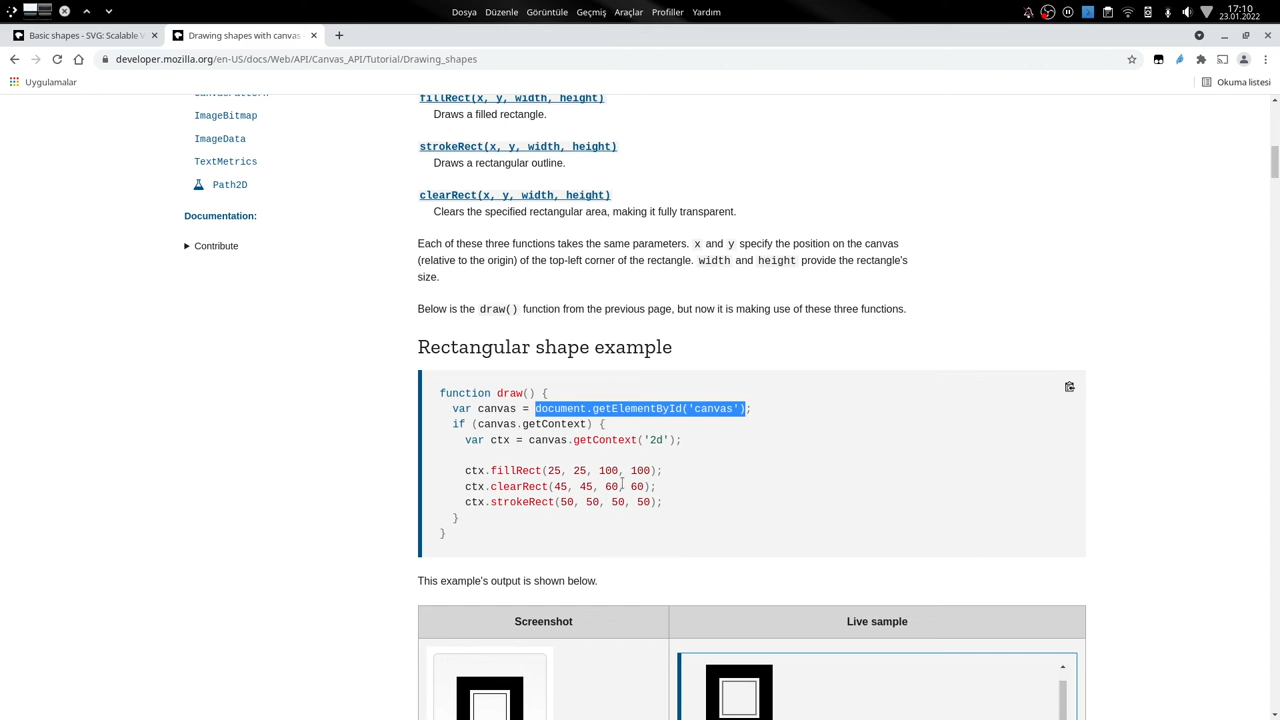 Dosya Düzenle Görüntüle Geçmiş Araçlar Profiller Yardım
17:10
23.01.2022
Basic shapes - SVG: Scalable V
Drawing shapes with canvas -
developer.mozilla.org/en-US/docs/Web/API/Canvas_API/Tutorial/Drawing_shapes
Uygulamalar
Okuma listesi
CanvasPattern
ImageBitmap
ImageData
TextMetrics
Path2D
Documentation:
Contribute
fillRect(x, y, width, height)
Draws a filled rectangle.
strokeRect(x, y, width, height)
Draws a rectangular outline.
clearRect(x, y, width, height)
Clears the specified rectangular area, making it fully transparent.
Each of these three functions takes the same parameters. x and y specify the position on the canvas
(relative to the origin) of the top-left corner of the rectangle. width and height provide the rectangle's
size.
Below is the draw() function from the previous page, but now it is making use of these three functions.
Rectangular shape example
function draw() {
var canvas = document.getElementById('canvas');
if (canvas.getContext) {
var ctx = canvas.getContext('2d');
ctx.fillRect(25, 25, 100, 100);
ctx.clearRect(45, 45, 60, 60);
ctx.strokeRect(50, 50, 50, 50);
}
}
This example's output is shown below.
Screenshot Live sample